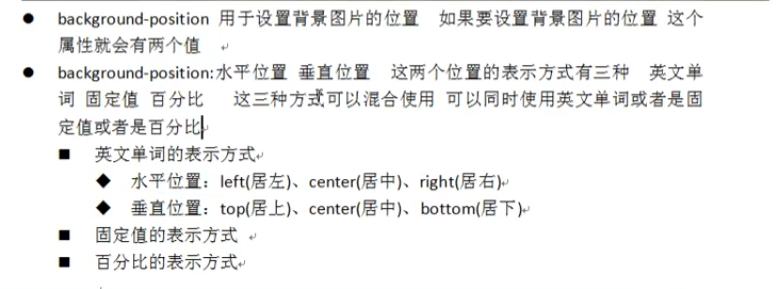 ● background-position 用于设置背景图片的位置 如果要设置背景图片的位置 这个
属性就会有两个值
● background-position:水平位置 垂直位置 这两个位置的表示方式有三种 英文单
词 固定值 百分比 这三种方式可以混合使用 可以同时使用英文单词或者是固
定值或者是百分比
■ 英文单词的表示方式
◆ 水平位置：left(居左)、center(居中)、right(居右)
◆ 垂直位置：top(居上)、center(居中)、bottom(居下)
■ 固定值的表示方式
■ 百分比的表示方式